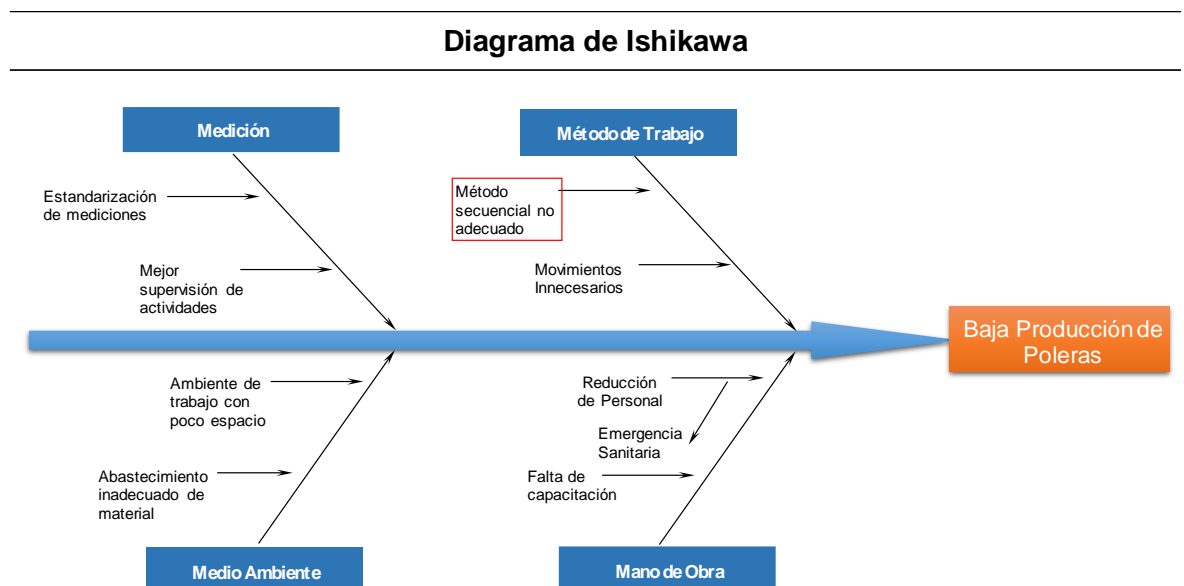 Diagrama de Ishikawa
Medición
Método de Trabajo
Estandarización
de mediciones
Método
secuencial no
adecuado
Mejor
supervisión de
actividades
Movimientos
Innecesarios
Baja Producción de
Poleras
Ambiente de
trabajo con
poco espacio
Reducción
de Personal
Emergencia
Sanitaria
Abastecimiento
inadecuado de
material
Falta de
capacitación
Medio Ambiente
Mano de Obra